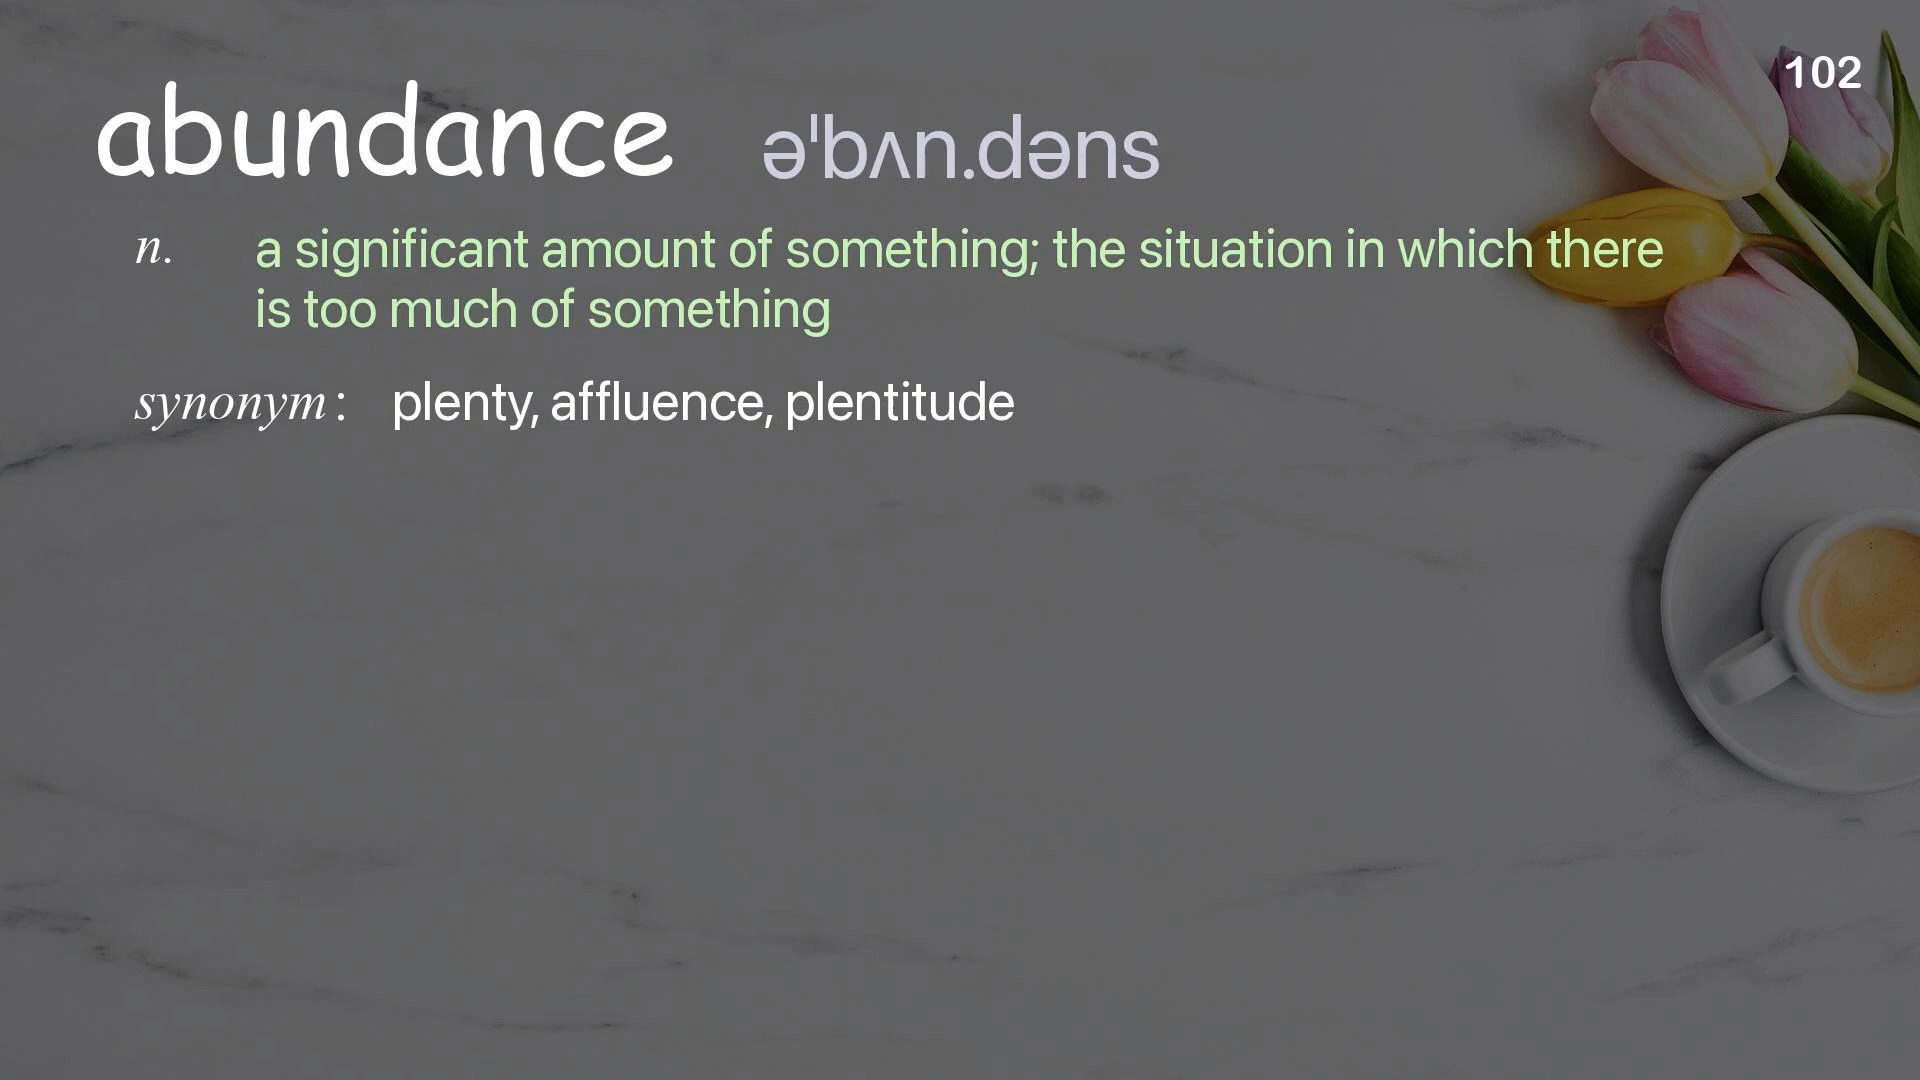 102
abundance əˈbʌn.dəns
n. a significant amount of something; the situation in which there
is too much of something
synonym: plenty, affluence, plentitude